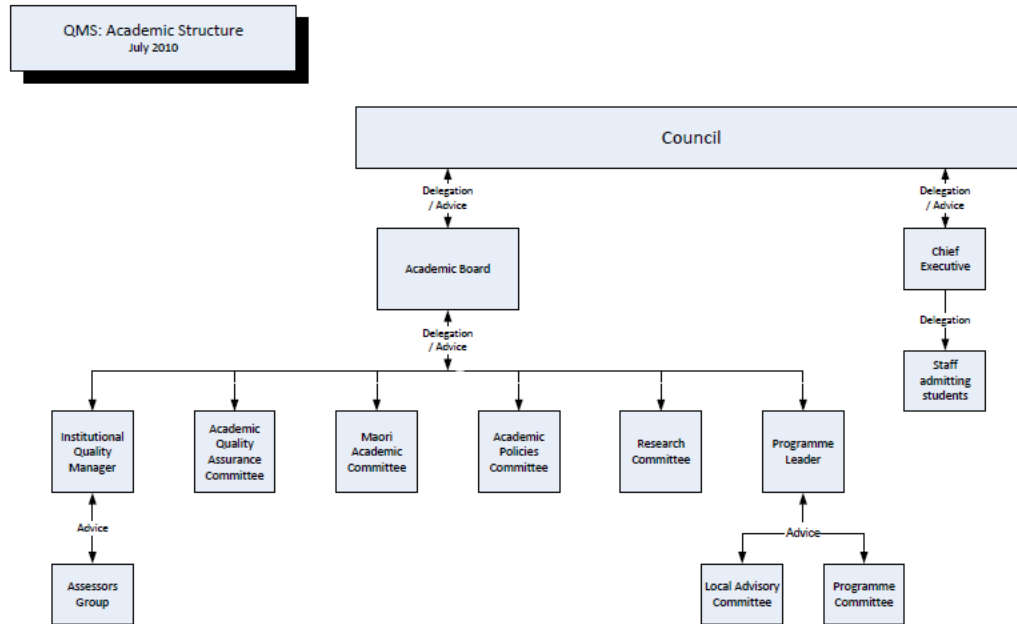 QMS: Academic Structure
July 2010
Council
Delegation
/ Advice
Delegation
/ Advice
Academic Board
Chief
Executive
Delegation
/ Advice
Delegation
Staff
admitting
students
Institutional
Quality
Manager
Academic
Quality
Assurance
Committee
Maori
Academic
Committee
Academic
Policies
Committee
Research
Committee
Programme
Leader
Advice
Advice
Assessors
Group
Local Advisory
Committee
Programme
Committee